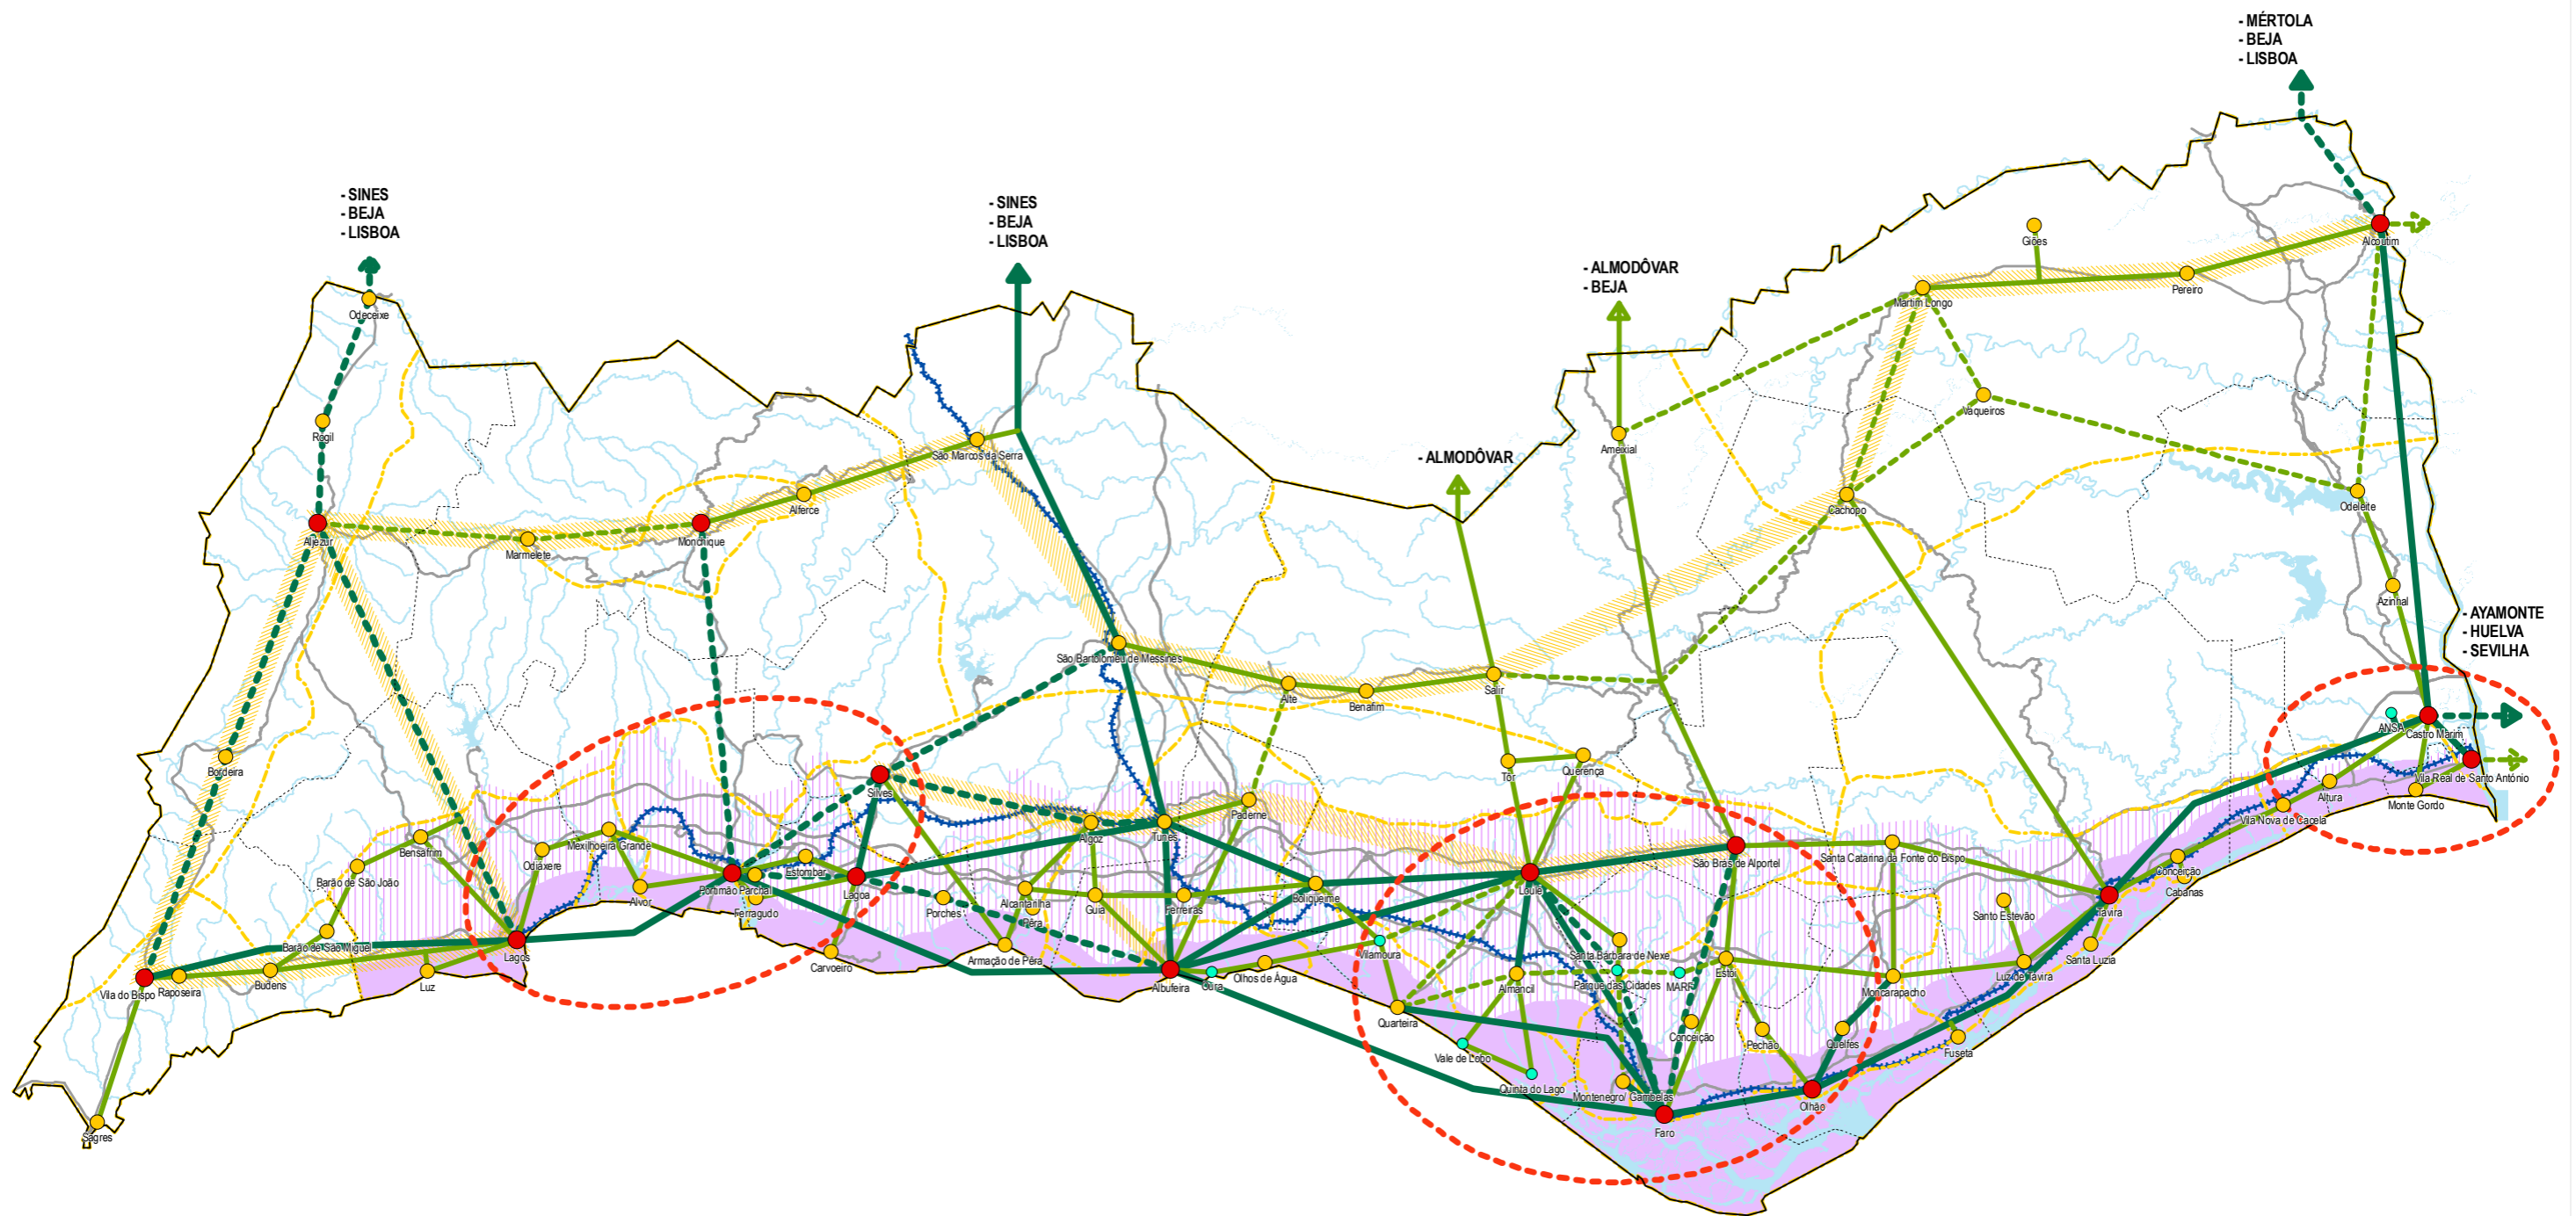 - MÉRTOLA
- BEJA
- LISBOA
- SINES
- BEJA
- LISBOA
- SINES
- BEJA
- LISBOA
- ALMODÔVAR
- BEJA
- ALMODÔVAR
- AYAMONTE
- HUELVA
- SEVILHA
Giões
Alcoutim
Pereiro
Martim Longo
Odeceixe
Rogil
Vaqueiros
Ameixial
São Marcos da Serra
Alferce
Cachopo
Odeleite
Aljezur
Marmelete
Monchique
Azinhal
São Bartolomeu de Messines
Alte
Benafim
Salir
Bordeira
Tôr
Querença
ANSA
Castro Marim
Vila Real de Santo António
Silves
Altura
Monte Gordo
Vila Nova de Cacela
Paderne
Algoz
Tunes
Mexilhoeira Grande
Bensafrim
Odiáxere
Estombar
São Brás de Alportel
Santa Catarina da Fonte do Bispo
Barão de São João
Portimão
Parchal
Lagoa
Loulé
Conceição
Cabanas
Alvor
Ferragudo
Porches
Alcantarilha
Pêra
Guia
Ferreiras
Boliqueime
Tavira
Santo Estevão
Barão de São Miguel
Lagos
Carvoeiro
Armação de Pêra
Vilamoura
Santa Bárbara de Nexe
Santa Luzia
Vila do Bispo
Raposeira
Budens
Luz
Albufeira
Oura
Olhos de Água
Almancil
Parque das Cidades
MARF
Estói
Moncarapacho
Luz de Tavira
Quarteira
Conceição
Pechão
Quelfes
Fuseta
Vale de Lobo
Quinta do Lago
Montenegro/ Gambelas
Olhão
Faro
Sagres